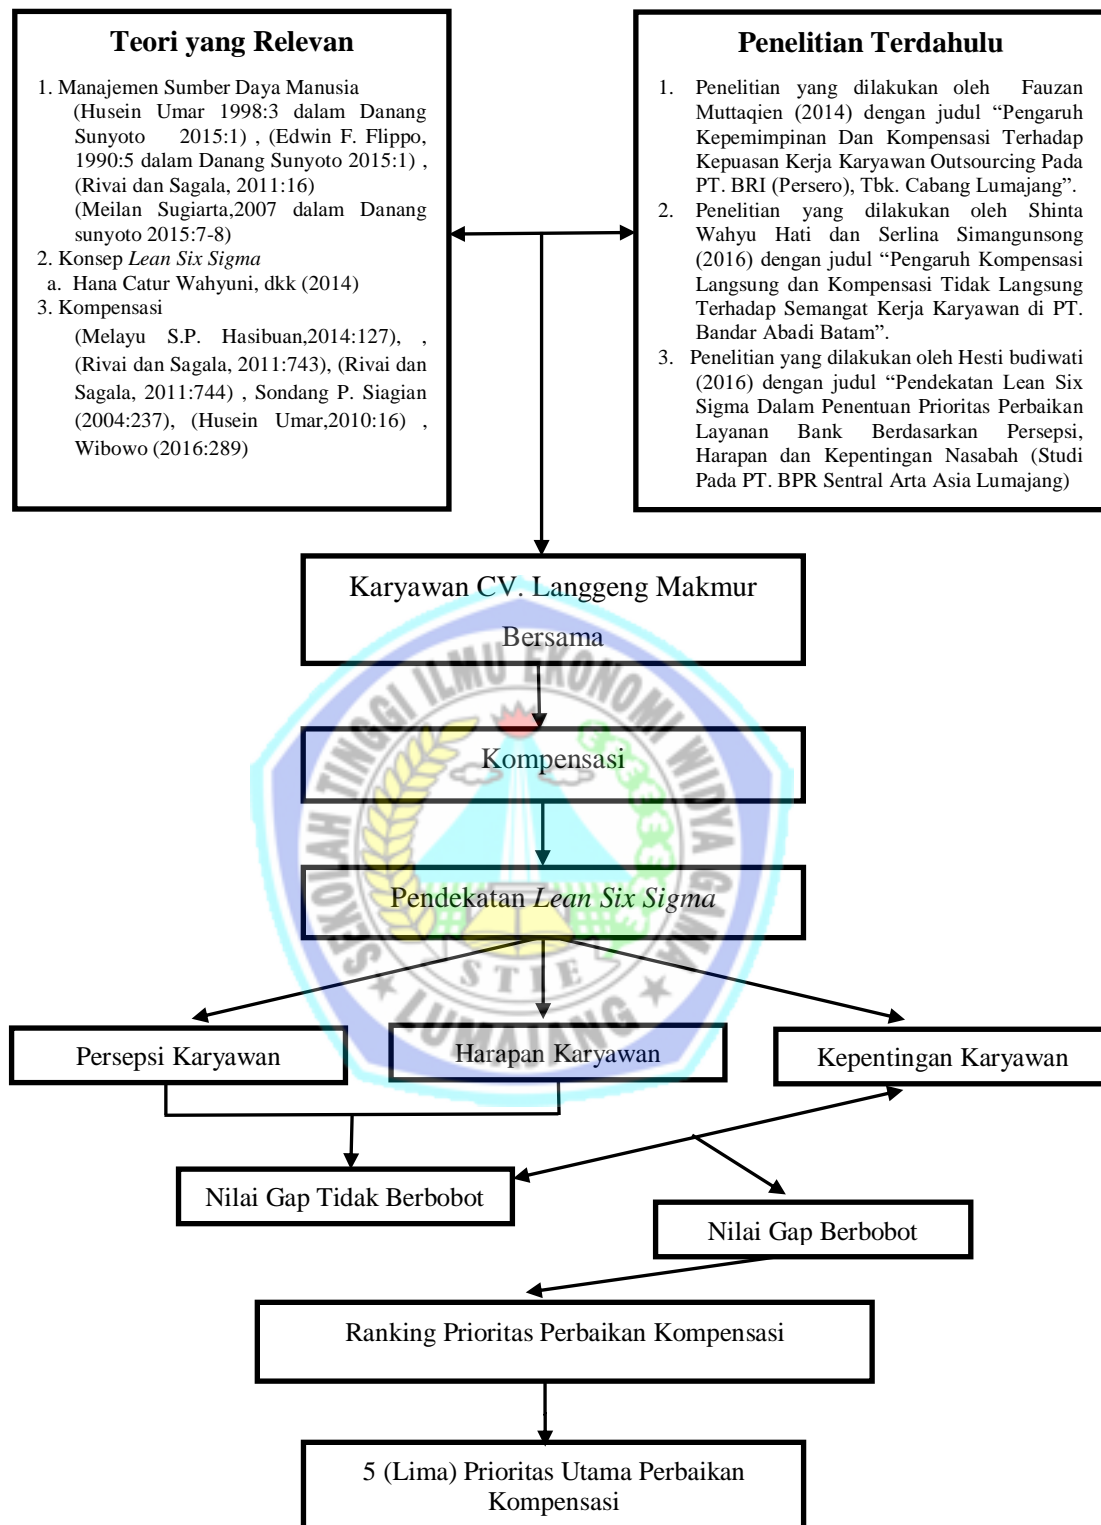 Teori yang Relevan
1. Manajemen Sumber Daya Manusia
(Husein Umar 1998:3 dalam Danang
Sunyoto 2015:1) , (Edwin F. Flippo,
1990:5 dalam Danang Sunyoto 2015:1) ,
(Rivai dan Sagala, 2011:16)
(Meilan Sugiarta,2007 dalam Danang
sunyoto 2015:7-8)
2. Konsep Lean Six Sigma
a. Hana Catur Wahyuni, dkk (2014)
3. Kompensasi
(Melayu S.P. Hasibuan,2014:127), ,
(Rivai dan Sagala, 2011:743), (Rivai dan
Sagala, 2011:744) , Sondang P. Siagian
(2004:237), (Husein Umar,2010:16) ,
Wibowo (2016:289)
Penelitian Terdahulu
1. Penelitian yang dilakukan oleh Fauzan
Muttaqien (2014) dengan judul “Pengaruh
Kepemimpinan Dan Kompensasi Terhadap
Kepuasan Kerja Karyawan Outsourcing Pada
PT. BRI (Persero), Tbk. Cabang Lumajang”.
2. Penelitian yang dilakukan oleh Shinta
Wahyu Hati dan Serlina Simangunsong
(2016) dengan judul “Pengaruh Kompensasi
Langsung dan Kompensasi Tidak Langsung
Terhadap Semangat Kerja Karyawan di PT.
Bandar Abadi Batam”.
3. Penelitian yang dilakukan oleh Hesti budiwati
(2016) dengan judul “Pendekatan Lean Six
Sigma Dalam Penentuan Prioritas Perbaikan
Layanan Bank Berdasarkan Persepsi,
Harapan dan Kepentingan Nasabah (Studi
Pada PT. BPR Sentral Arta Asia Lumajang)
Karyawan CV. Langgeng Makmur
Bersama
Kompensasi
Pendekatan Lean Six Sigma
SEKOLAH TINGGI ILMU EKONOMI WIDYA GAMA
STIE
LUMAJANG
Persepsi Karyawan
Harapan Karyawan
Kepentingan Karyawan
Nilai Gap Tidak Berbobot
Nilai Gap Berbobot
Ranking Prioritas Perbaikan Kompensasi
5 (Lima) Prioritas Utama Perbaikan
Kompensasi